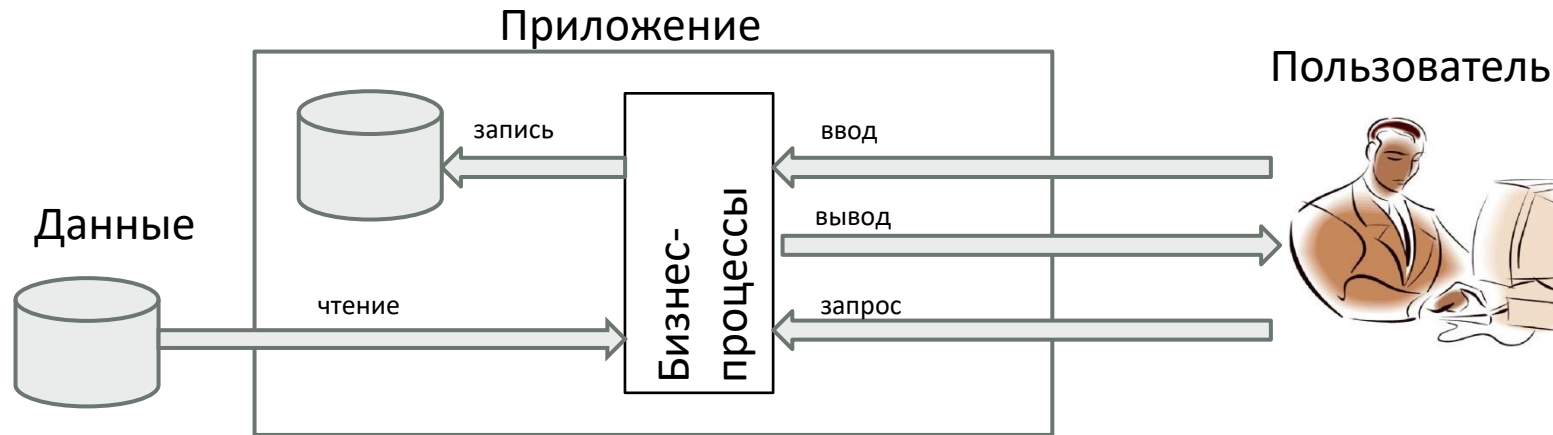 Приложение
Пользователь
запись
ввод
Данные
вывод
чтение
запрос
Бизнес-
процессы